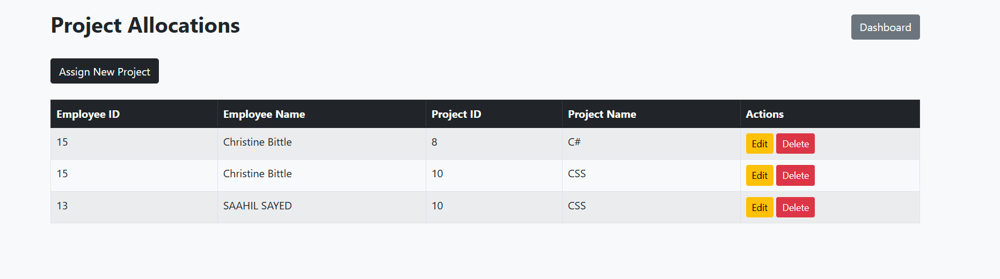 Project Allocations
Dashboard
Assign New Project
Employee ID Employee Name Project ID Project Name Actions
15 Christine Bittle 8 C# Edit Delete
15 Christine Bittle 10 CSS Edit Delete
13 SAAHIL SAYED 10 CSS Edit Delete